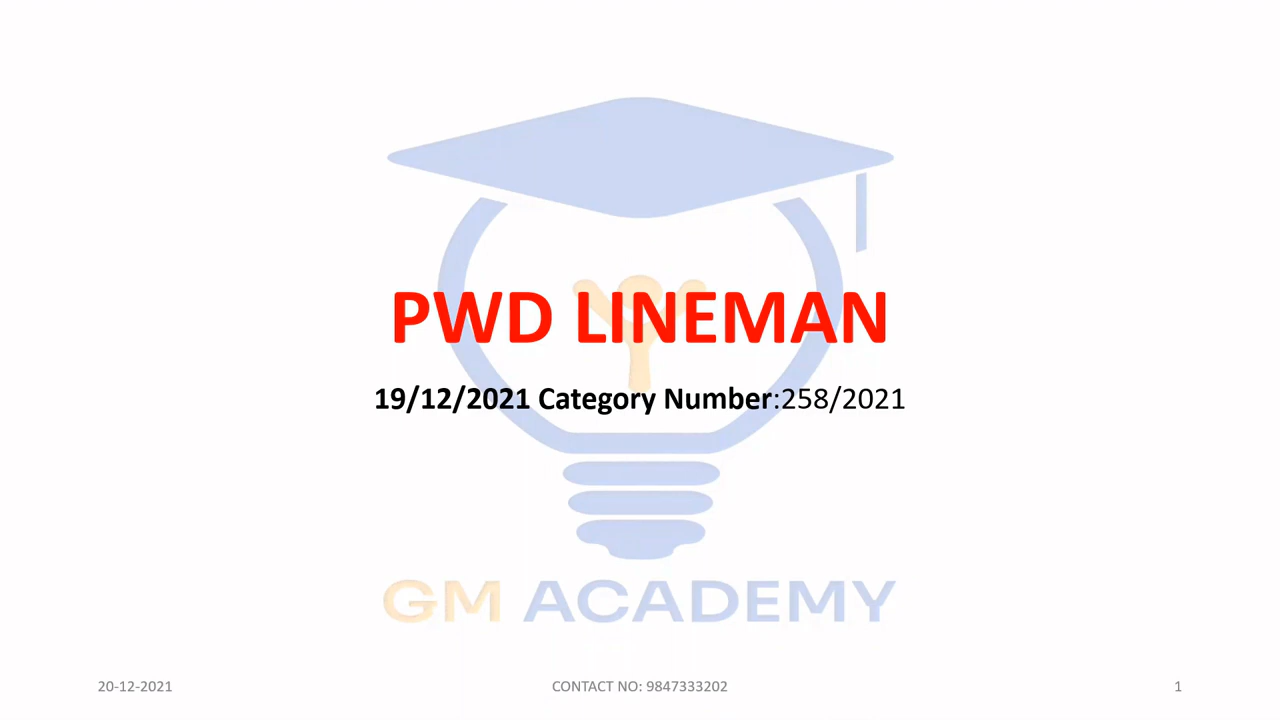 PWD LINEMAN
19/12/2021 Category Number:258/2021
GM ACADEMY
20-12-2021
CONTACT NO: 9847333202
1